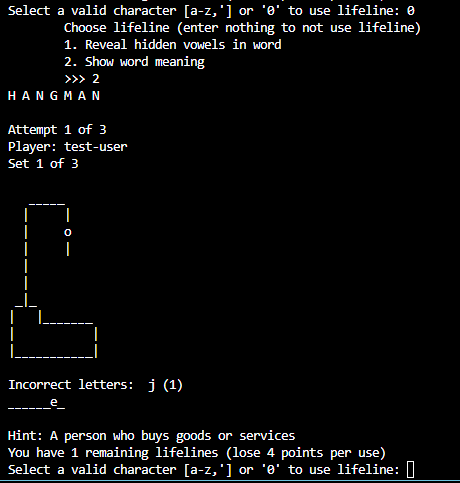 Select a valid character [a-z,'] or '0' to use lifeline: 0
Choose lifeline (enter nothing to not use lifeline)
1. Reveal hidden vowels in word
2. Show word meaning
>>> 2
H A N G M A N
Attempt 1 of 3
Player: test-user
Set 1 of 3
o
Incorrect letters:  j (1)
______e_
Hint: A person who buys goods or services
You have 1 remaining lifelines (lose 4 points per use)
Select a valid character [a-z,'] or '0' to use lifeline: